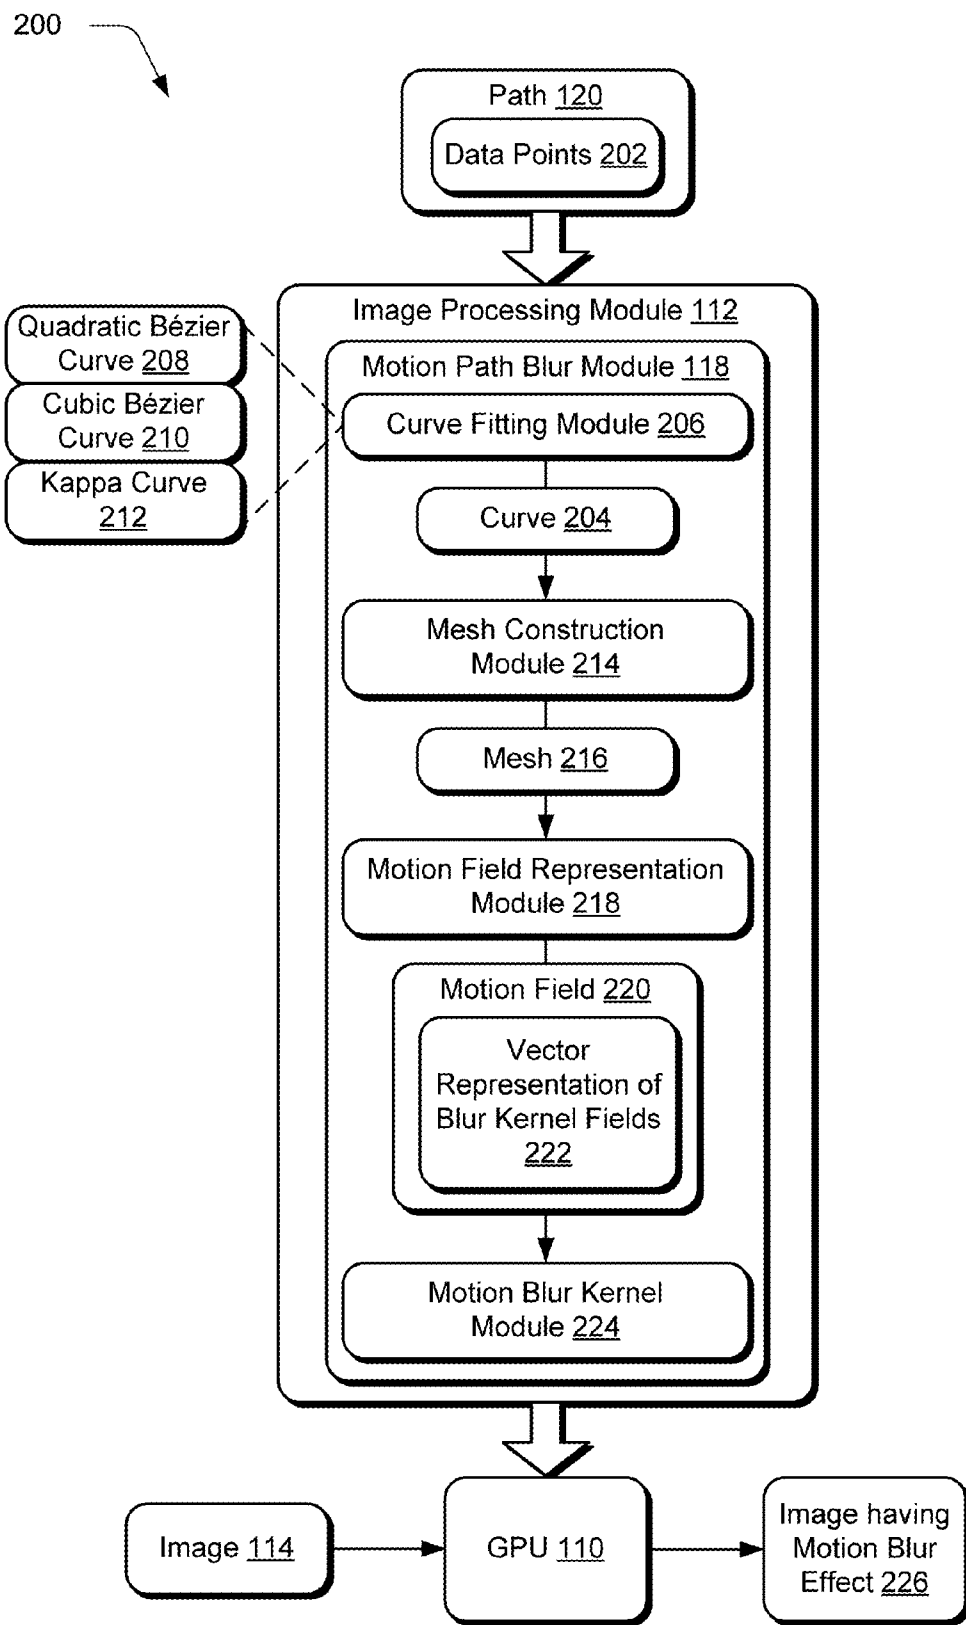 200
Path 120
Data Points 202
Image Processing Module 112
Motion Path Blur Module 118
Quadratic Bézier
Curve 208
Cubic Bézier
Curve 210
Kappa Curve
212
Curve Fitting Module 206
Curve 204
Mesh Construction
Module 214
Mesh 216
Motion Field Representation
Module 218
Motion Field 220
Vector
Representation of
Blur Kernel Fields
222
Motion Blur Kernel
Module 224
Image 114
GPU 110
Image having
Motion Blur
Effect 226